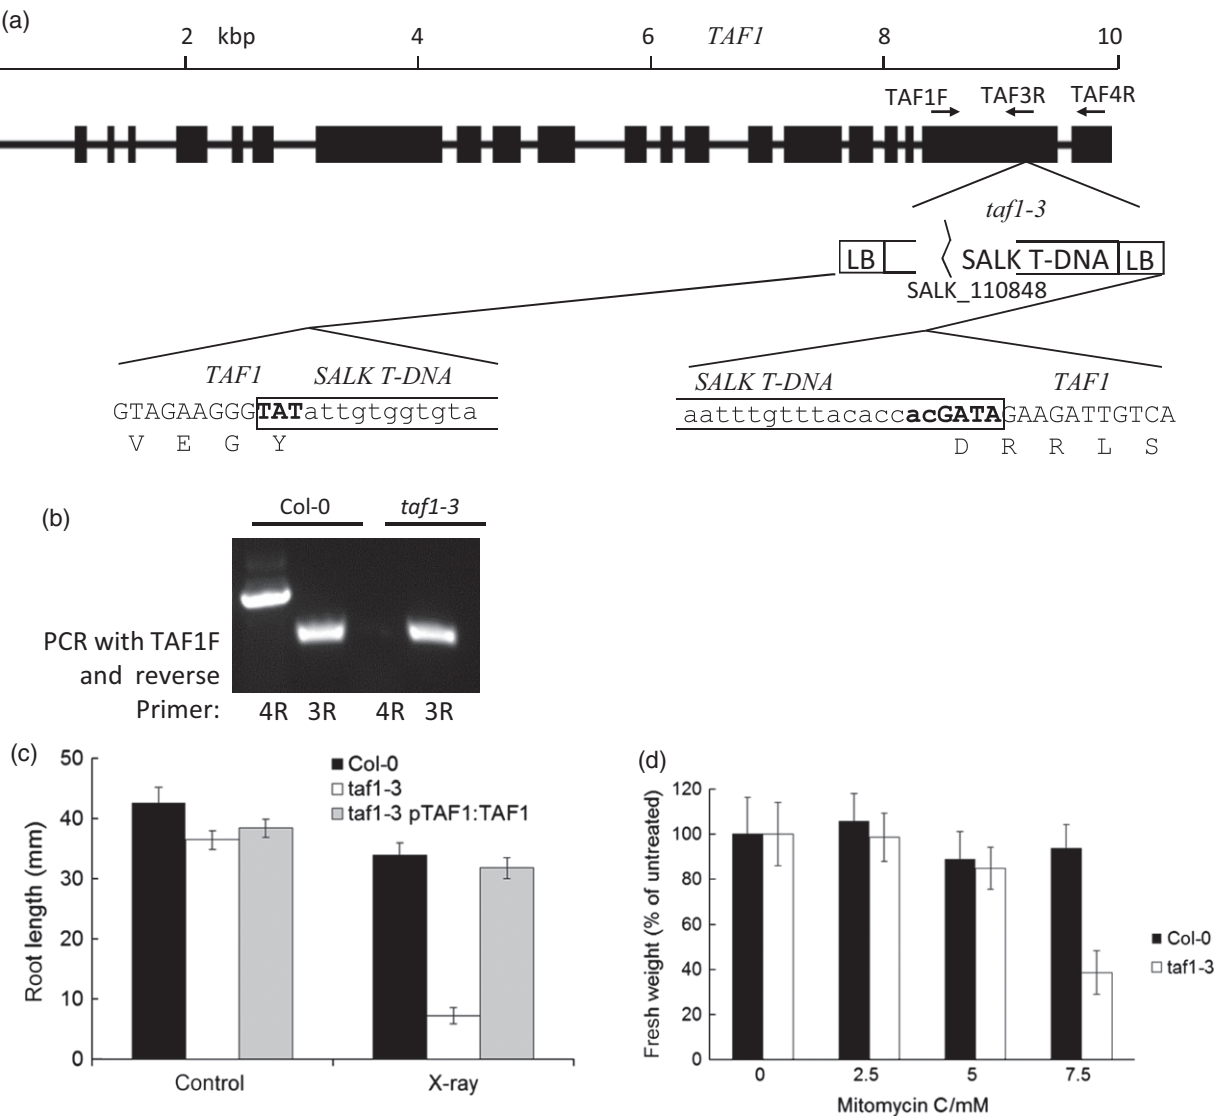 (a)
2 kbp 4 6 TAF1 8 10
TAF1F TAF3R TAF4R
taf1-3
LB SALK T-DNA LB
SALK_110848
TAF1 SALK T-DNA
GTAGAAGGGTATattgtggtgta
V E G Y
SALK T-DNA TAF1
aatttgtttacaccacGATAGAAGATTGTCA
D R R L S
(b)
Col-0 taf1-3
PCR with TAF1F
and reverse
Primer: 4R 3R 4R 3R
(c)
Root length (mm)
50
40
30
20
10
0
Col-0
taf1-3
taf1-3 pTAF1:TAF1
Control X-ray
(d)
Fresh weight (% of untreated)
120
100
80
60
40
20
0
Col-0
taf1-3
0 2.5 5 7.5
Mitomycin C/mM